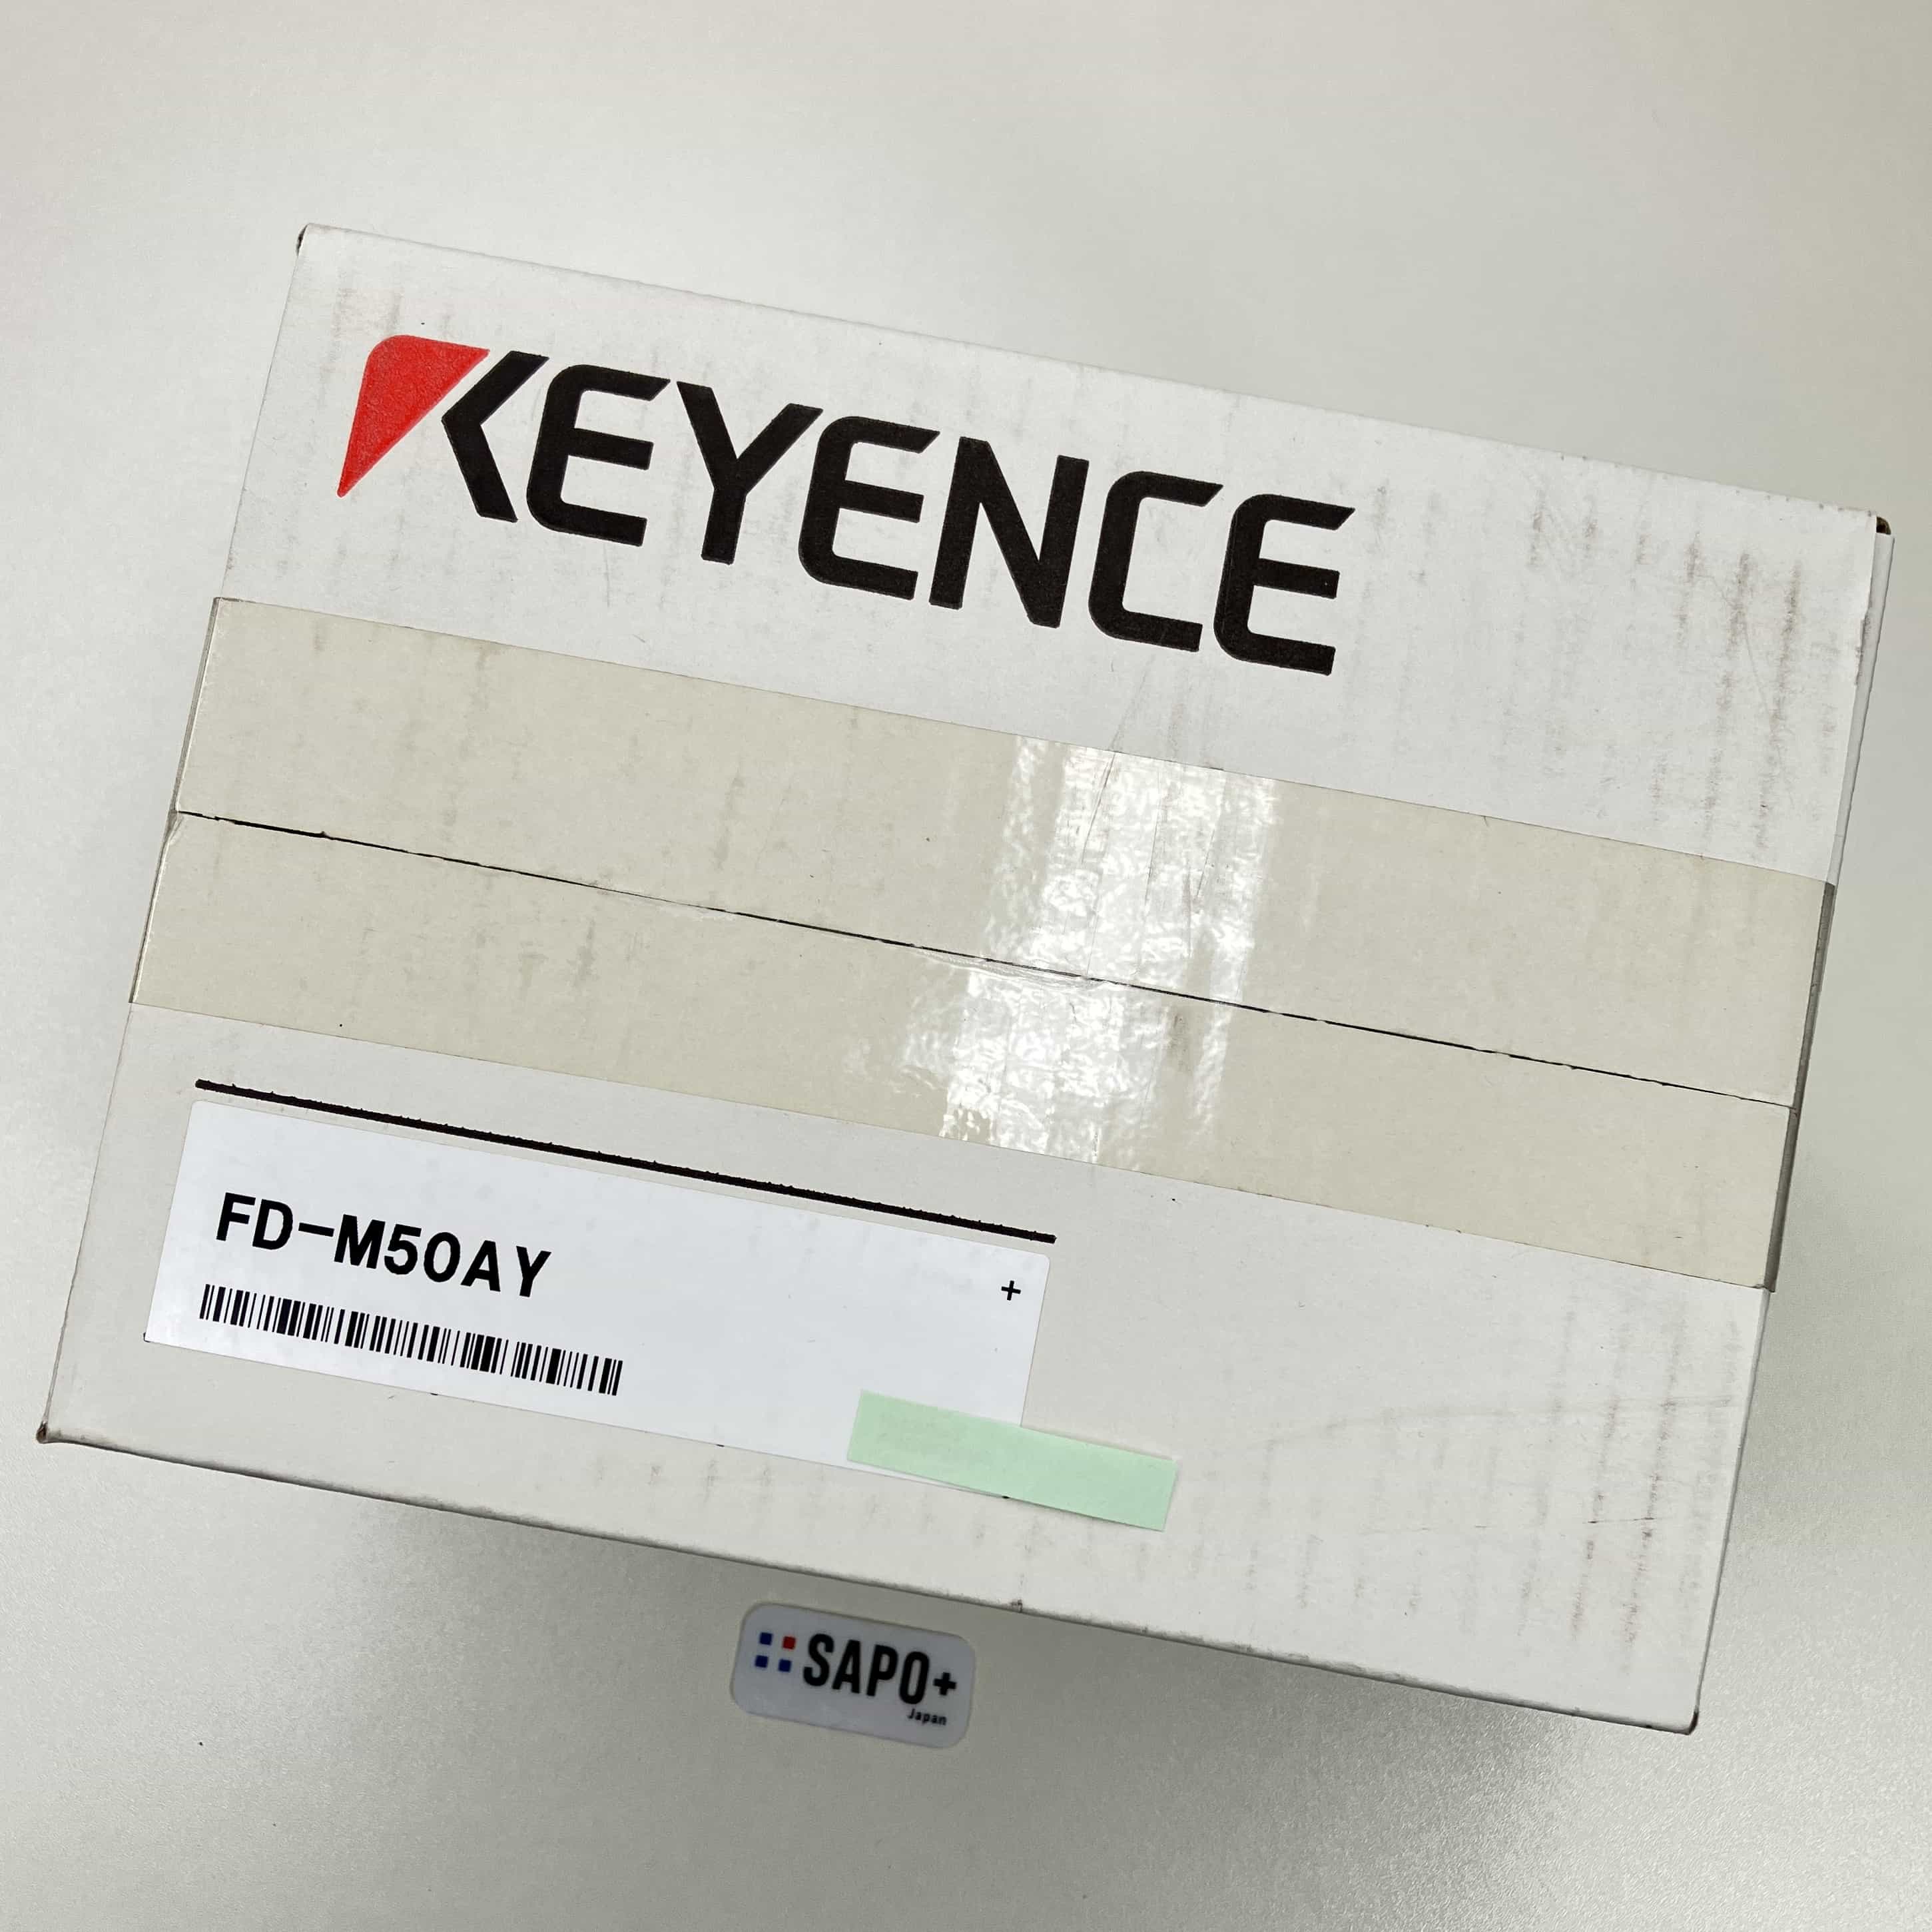 KEYENCE
FD-M50AY
+
SAPO+
Japan